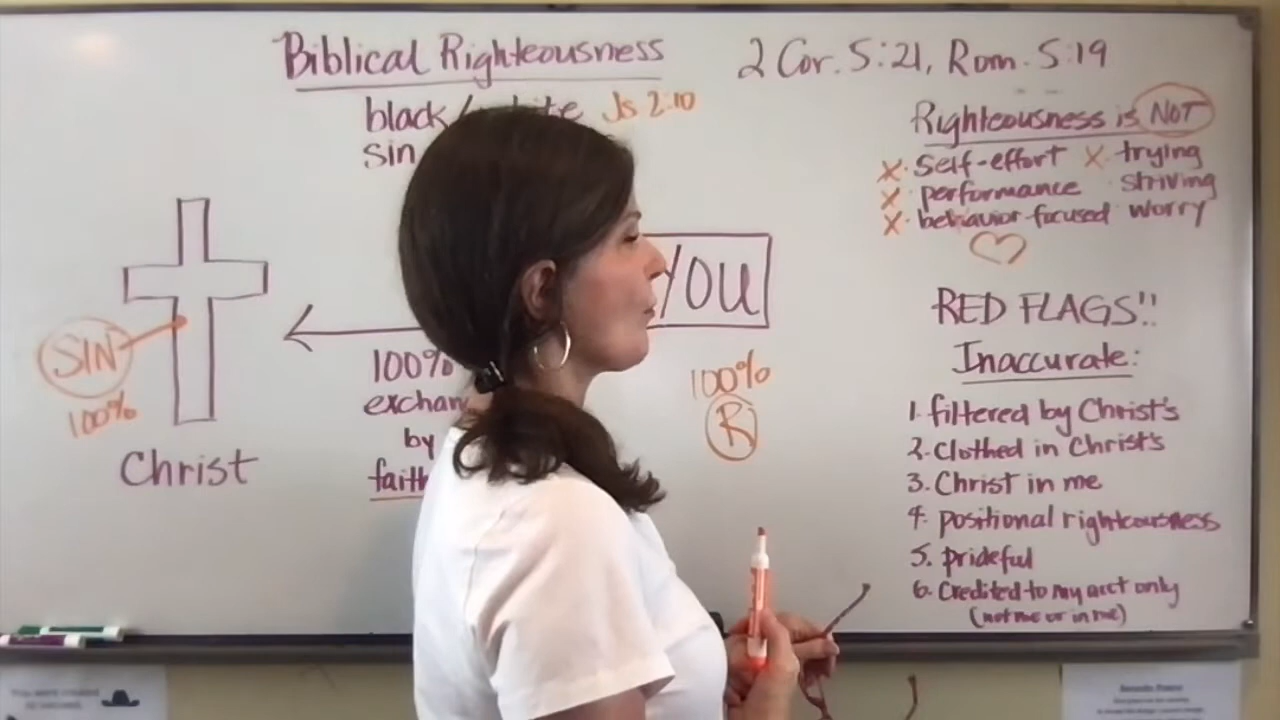 Biblical Righteousness
2 Cor. 5:21, Rom. 5:19
black/ Js 2:10
sin
SIN
100%
Christ
100%
by
faith
YOU
100%
R
Righteousness is NOT
X · Self-effort X · trying
X · performance · striving
X · behavior-focused worry
RED FLAGS!!
Inaccurate:
1. filtered by Christ's
2. Clothed in Christ's
3. Christ in me
4. positional righteousness
5. prideful
6. Credited to my acct only
(not me or in me)